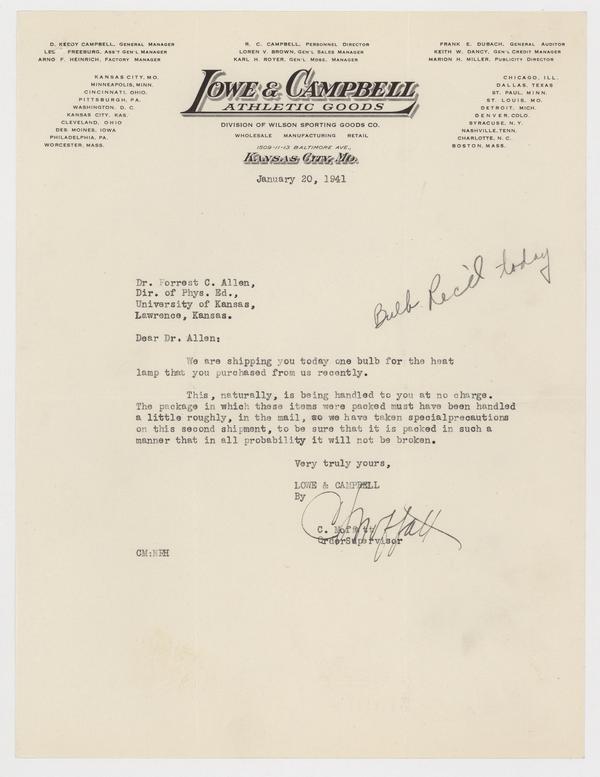 D. KEEDY CAMPBELL, GENERAL MANAGER
LES FREEBURG, ASS'T GEN'L MANAGER
ARNO F. HEINRICH, FACTORY MANAGER
R. C. CAMPBELL, PERSONNEL DIRECTOR
LOREN V. BROWN, GEN'L SALES MANAGER
KARL H. ROYER, GEN'L MDSE. MANAGER
FRANK E. DUBACH, GENERAL AUDITOR
KEITH W. DANCY, GEN'L CREDIT MANAGER
MARION H. MILLER, PUBLICITY DIRECTOR
KANSAS CITY, MO.
MINNEAPOLIS, MINN.
CINCINNATI, OHIO.
PITTSBURGH, PA.
WASHINGTON, D. C.
KANSAS CITY, KAS.
CLEVELAND, OHIO
DES MOINES, IOWA
PHILADELPHIA, PA.
WORCESTER, MASS.
LOWE & CAMPBELL
ATHLETIC GOODS
DIVISION OF WILSON SPORTING GOODS CO.
WHOLESALE MANUFACTURING RETAIL
1509-11-13 BALTIMORE AVE.,
KANSAS CITY, MO.
CHICAGO, ILL.
DALLAS, TEXAS
ST. PAUL, MINN.
ST. LOUIS, MO.
DETROIT, MICH.
DENVER, COLO.
SYRACUSE, N. Y.
NASHVILLE, TENN.
CHARLOTTE, N. C.
BOSTON, MASS.
January 20, 1941
Bulb Rec'd today
Dr. Forrest C. Allen,
Dir. of Phys. Ed.,
University of Kansas,
Lawrence, Kansas.
Dear Dr. Allen:
We are shipping you today one bulb for the heat
lamp that you purchased from us recently.
This, naturally, is being handled to you at no charge.
The package in which these items were packed must have been handled
a little roughly, in the mail, so we have taken specialprecautions
on this second shipment, to be sure that it is packed in such a
manner that in all probability it will not be broken.
Very truly yours,
LOWE & CAMPBELL
By
C Moffatt
C. Moffatt
OrderSupervisor
CM:NBH